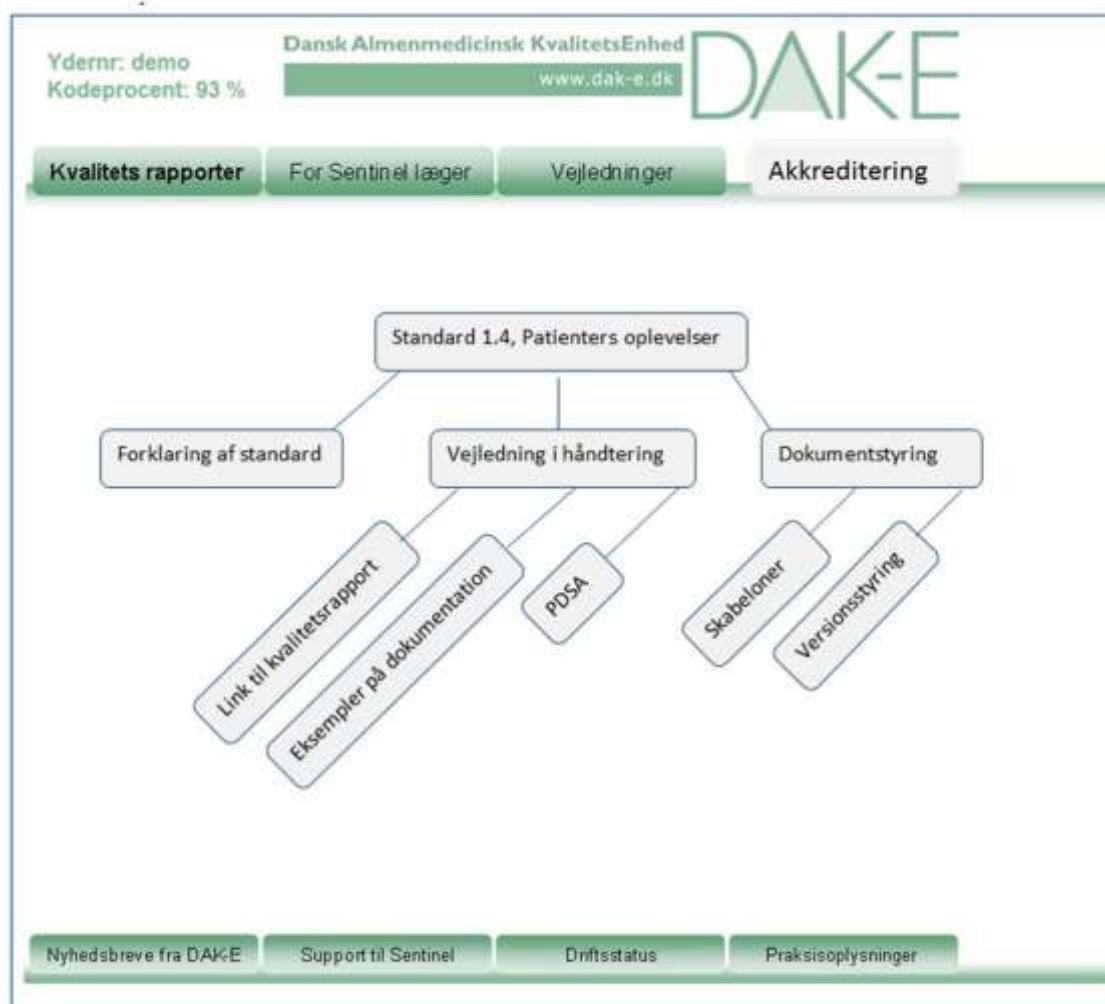 Ydernr: demo
Kodeprocent: 93 %
Dansk Almenmedicinsk KvalitetsEnhed
www.dak-e.dk
DAK-E
Kvalitets rapporter
For Sentinel læger
Vejledninger
Akkreditering
Standard 1.4, Patienters oplevelser
Forklaring af standard
Vejledning i håndtering
Dokumentstyring
Link til kvalitetsrapport
Eksempler på dokumentation
PDSA
Skabeloner
Versionsstyring
Nyhedsbreve fra DAK-E
Support til Sentinel
Driftsstatus
Praksisoplysninger